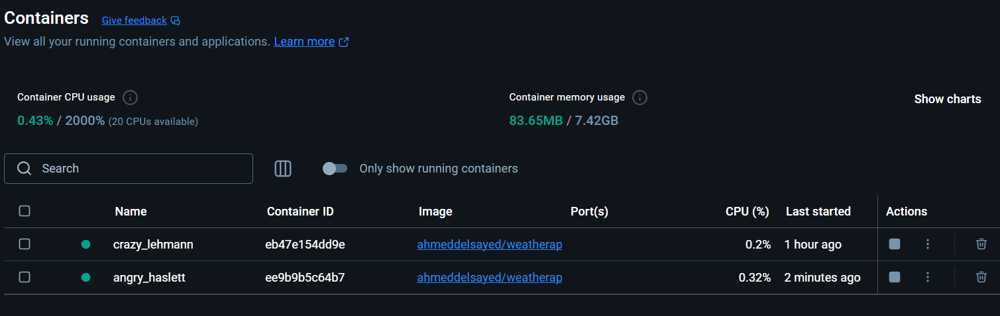 Containers Give feedback
View all your running containers and applications. Learn more
Container CPU usage
0.43% / 2000% (20 CPUs available)
Container memory usage
83.65MB / 7.42GB
Show charts
Search
Only show running containers
Name Container ID Image Port(s) CPU (%) Last started Actions
crazy_lehmann eb47e154dd9e ahmeddelsayed/weatherap 0.2% 1 hour ago
angry_haslett ee9b9b5c64b7 ahmeddelsayed/weatherap 0.32% 2 minutes ago